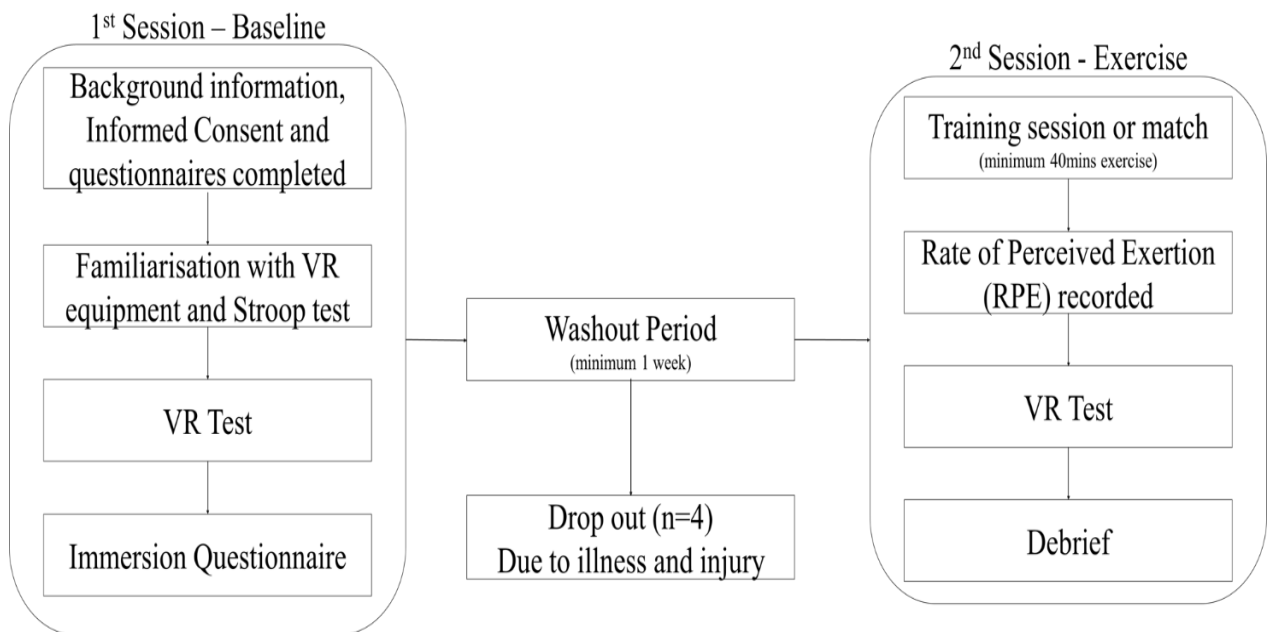 1st Session – Baseline
Background information,
Informed Consent and
questionnaires completed
Familiarisation with VR
equipment and Stroop test
VR Test
Immersion Questionnaire
Washout Period
(minimum 1 week)
Drop out (n=4)
Due to illness and injury
2nd Session - Exercise
Training session or match
(minimum 40mins exercise)
Rate of Perceived Exertion
(RPE) recorded
VR Test
Debrief